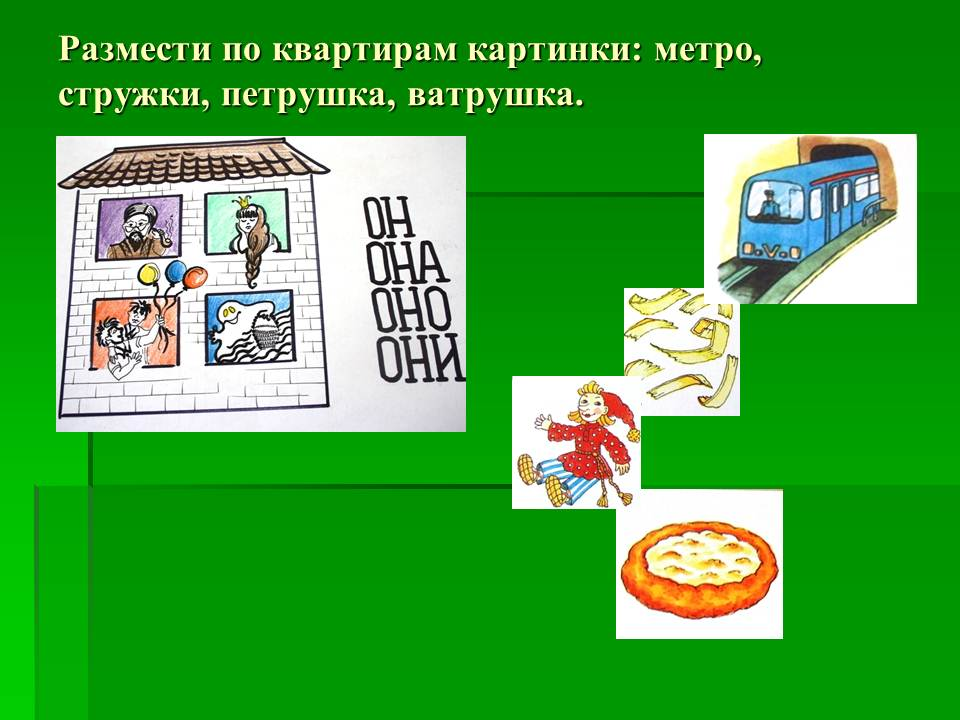 Размести по квартирам картинки: метро,
стружки, петрушка, ватрушка.
ОН
ОНА
ОНО
ОНИ